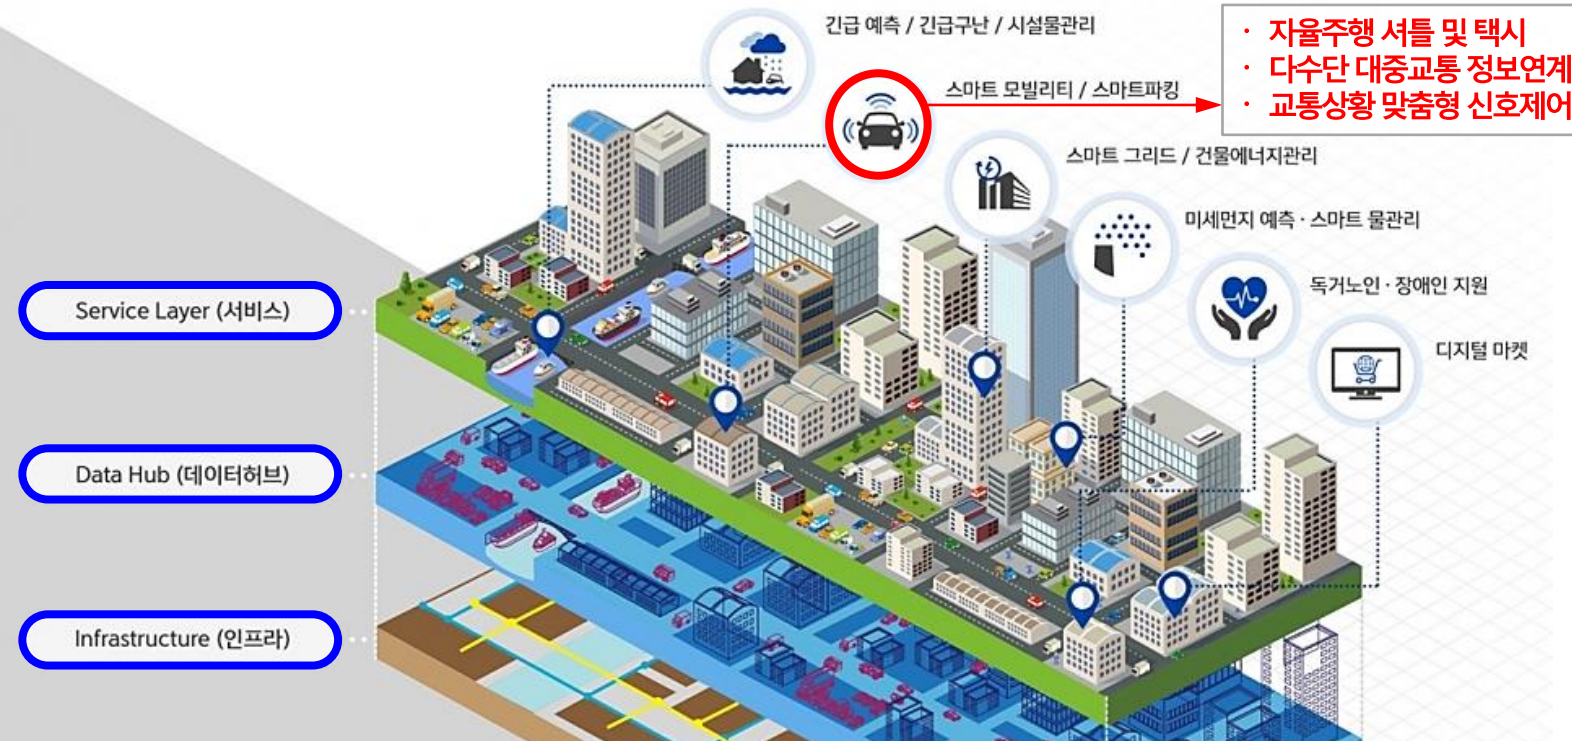 긴급 예측 / 긴급구난 / 시설물관리
스마트 모빌리티 / 스마트파킹
· 자율주행 셔틀 및 택시
· 다수단 대중교통 정보연계
· 교통상황 맞춤형 신호제어
스마트 그리드 / 건물에너지관리
미세먼지 예측 · 스마트 물관리
독거노인 · 장애인 지원
디지털 마켓
Service Layer (서비스)
Data Hub (데이터허브)
Infrastructure (인프라)